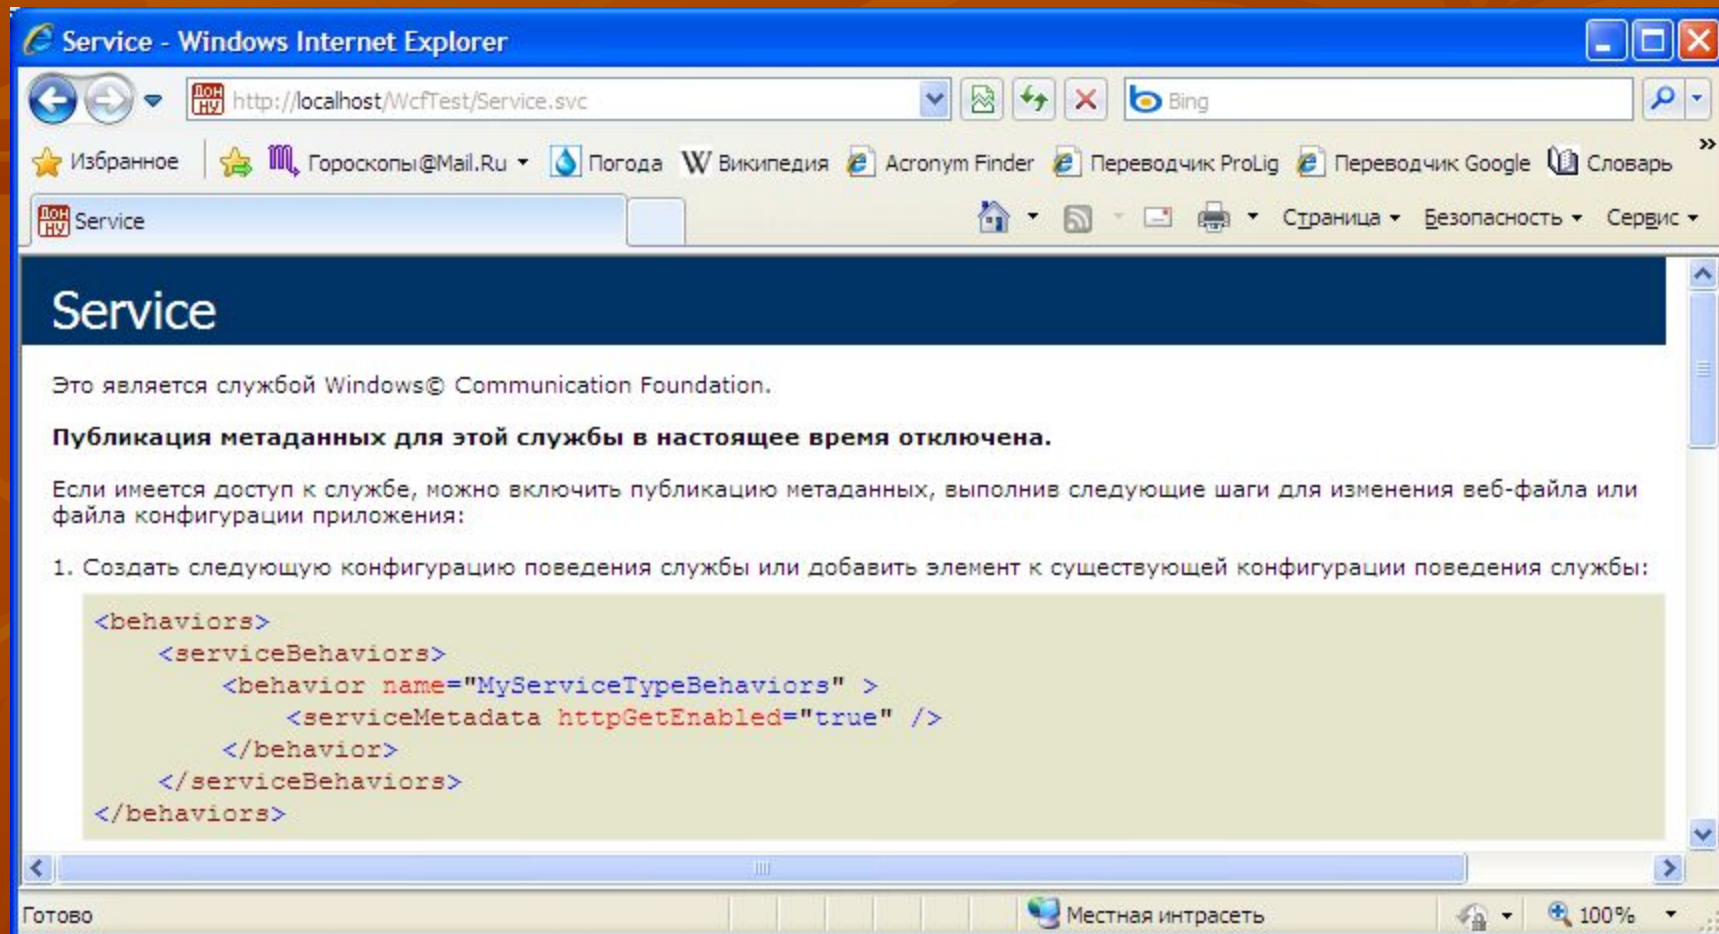 Service - Windows Internet Explorer
ДОН НУ http://localhost/WcfTest/Service.svc Bing
Избранное Гороскопы@Mail.Ru Погода W Википедия Acronym Finder Переводчик ProLig Переводчик Google Словарь »
ДОН НУ Service Страница Безопасность Сервис
Service
Это является службой Windows© Communication Foundation.
Публикация метаданных для этой службы в настоящее время отключена.
Если имеется доступ к службе, можно включить публикацию метаданных, выполнив следующие шаги для изменения веб-файла или
файла конфигурации приложения:
1. Создать следующую конфигурацию поведения службы или добавить элемент к существующей конфигурации поведения службы:
<behaviors>
<serviceBehaviors>
<behavior name="MyServiceTypeBehaviors" >
<serviceMetadata httpGetEnabled="true" />
</behavior>
</serviceBehaviors>
</behaviors>
Готово Местная интрасеть 100%